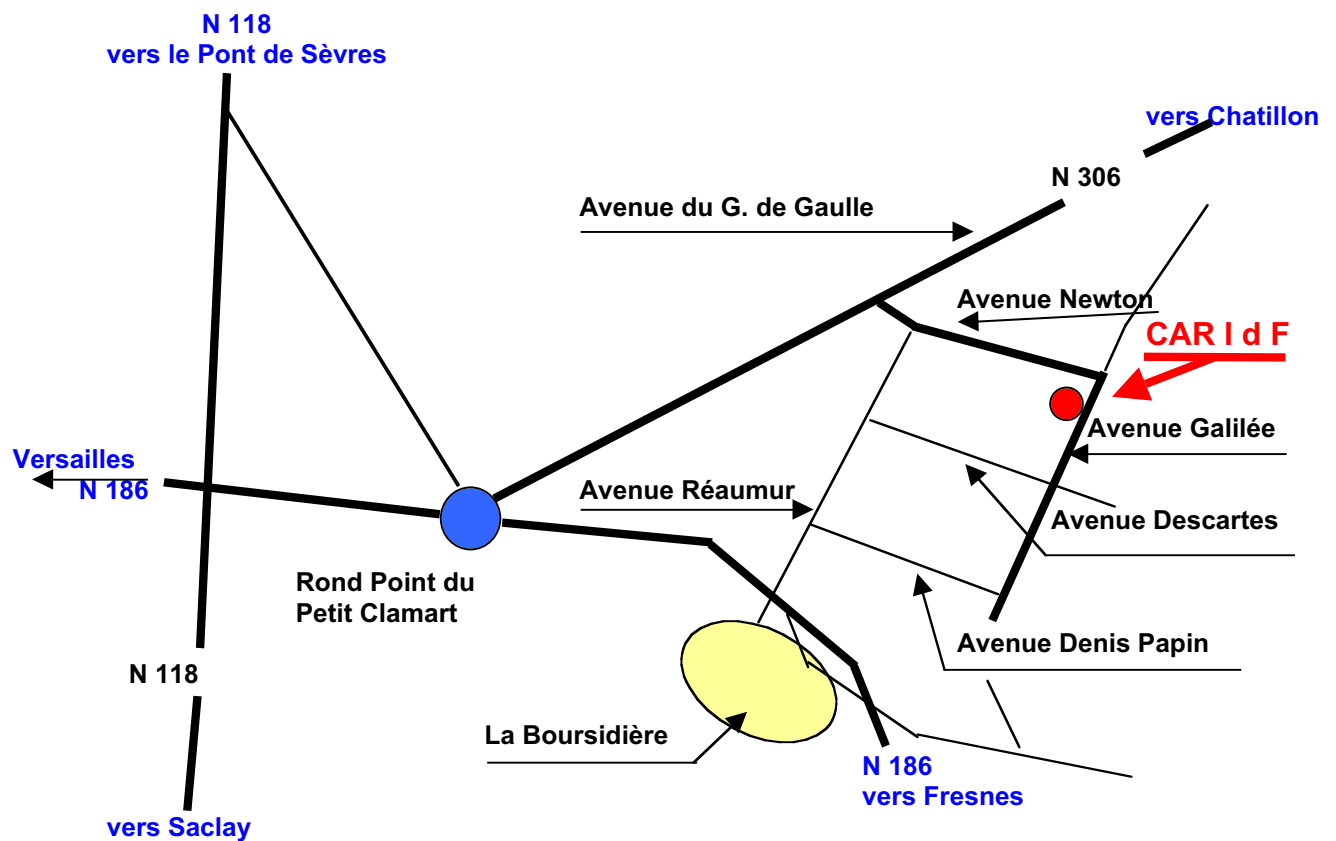 N 118
vers le Pont de Sèvres
vers Chatillon
N 306
Avenue du G. de Gaulle
Avenue Newton
CAR I d F
Avenue Galilée
Versailles
N 186
Avenue Réaumur
Avenue Descartes
Rond Point du
Petit Clamart
Avenue Denis Papin
N 118
La Boursidière
N 186
vers Fresnes
vers Saclay